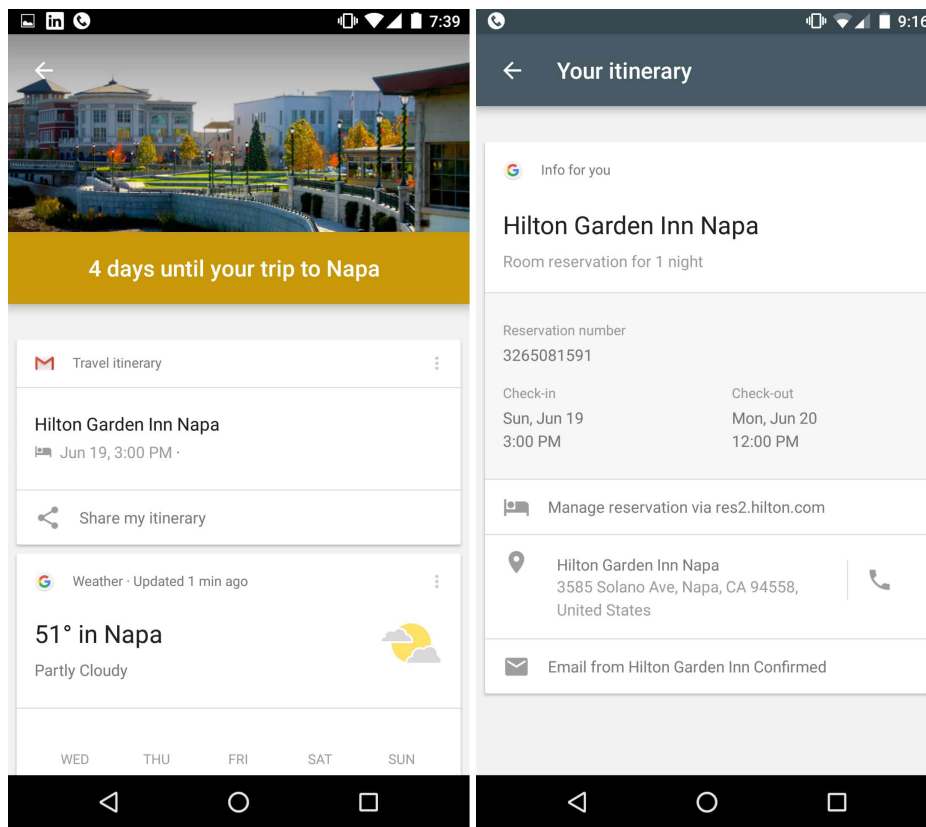 7:39
4 days until your trip to Napa
Travel itinerary
Hilton Garden Inn Napa
Jun 19, 3:00 PM ·
Share my itinerary
Weather · Updated 1 min ago
51° in Napa
Partly Cloudy
WED THU FRI SAT SUN
9:16
Your itinerary
Info for you
Hilton Garden Inn Napa
Room reservation for 1 night
Reservation number
3265081591
Check-in Check-out
Sun, Jun 19 Mon, Jun 20
3:00 PM 12:00 PM
Manage reservation via res2.hilton.com
Hilton Garden Inn Napa
3585 Solano Ave, Napa, CA 94558,
United States
Email from Hilton Garden Inn Confirmed